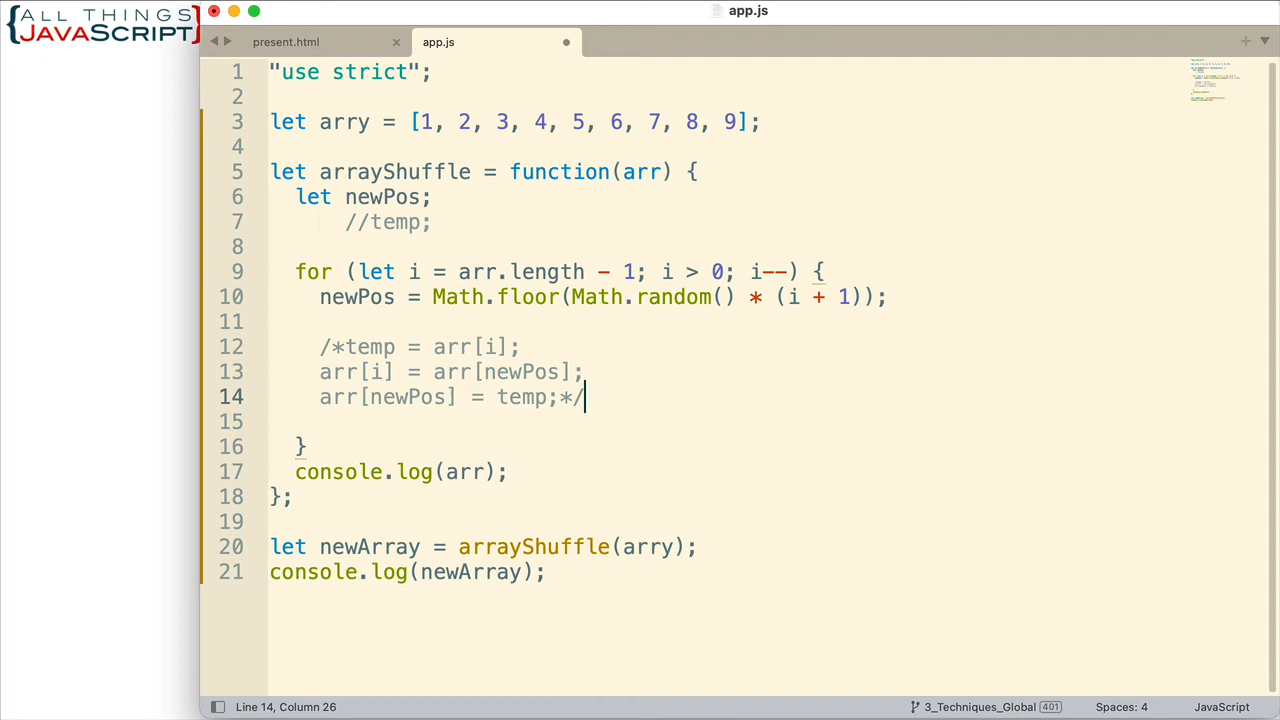 ALL THINGS
JAVASCRIPT
app.js
present.html
app.js
1 "use strict";
2
3 let arry = [1, 2, 3, 4, 5, 6, 7, 8, 9];
4
5 let arrayShuffle = function(arr) {
6   let newPos;
7       //temp;
8
9   for (let i = arr.length - 1; i > 0; i--) {
10     newPos = Math.floor(Math.random() * (i + 1));
11
12     /*temp = arr[i];
13     arr[i] = arr[newPos];
14     arr[newPos] = temp;*/
15
16   }
17   console.log(arr);
18 };
19
20 let newArray = arrayShuffle(arry);
21 console.log(newArray);
Line 14, Column 26
3_Techniques_Global 401
Spaces: 4
JavaScript